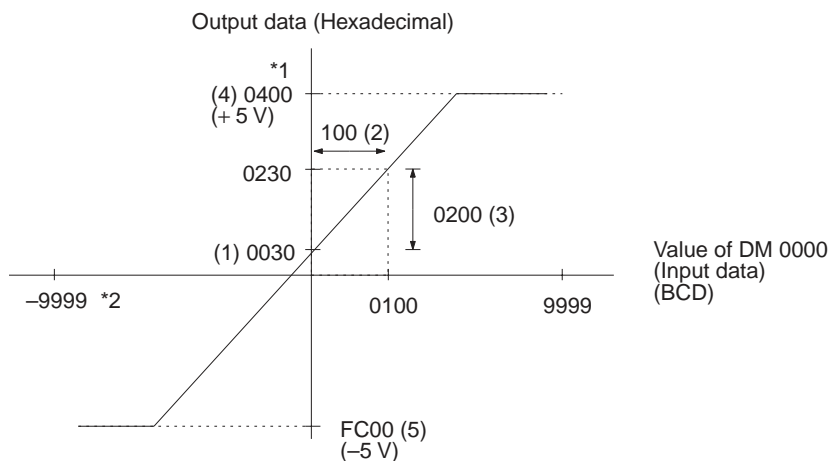 Output data (Hexadecimal)
*1
(4) 0400
(+ 5 V)
100 (2)
0230
0200 (3)
(1) 0030
Value of DM 0000
(Input data)
(BCD)
–9999 *2
0100
9999
FC00 (5)
(–5 V)